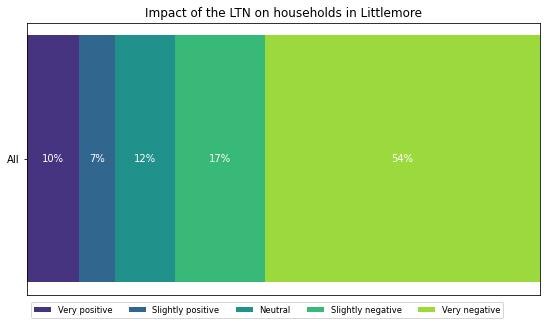 Impact of the LTN on households in Littlemore
All
10% 7% 12% 17% 54%
Very positive Slightly positive Neutral Slightly negative Very negative